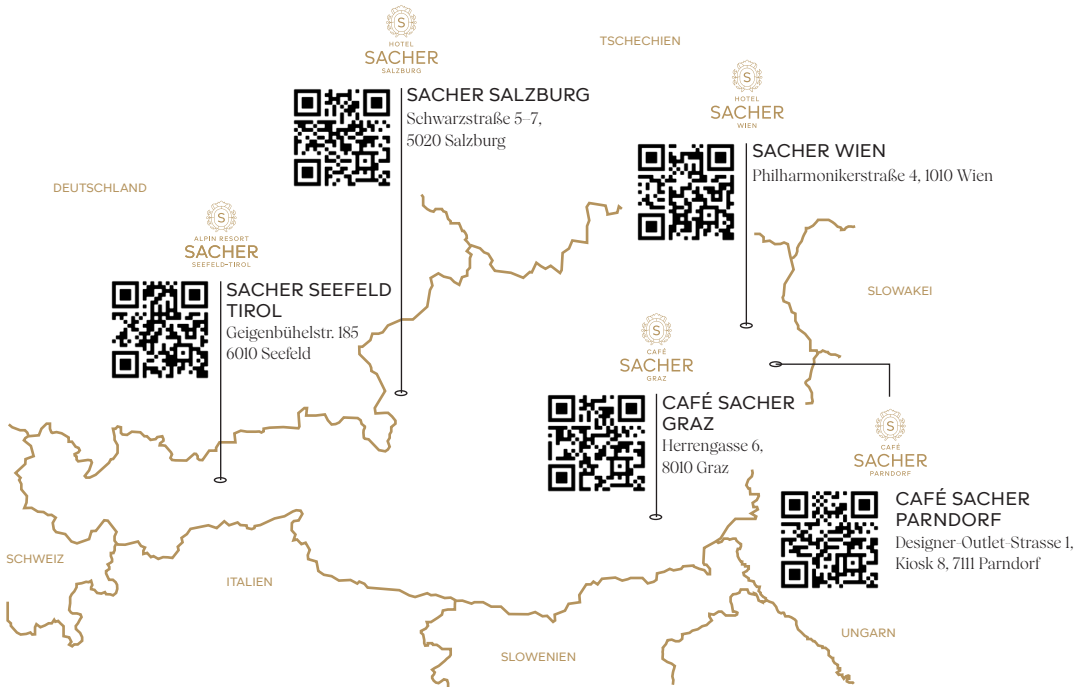 S
HOTEL
SACHER
SALZBURG
TSCHECHIEN
SACHER SALZBURG
Schwarzstraße 5–7,
5020 Salzburg
S
HOTEL
SACHER
WIEN
SACHER WIEN
Philharmonikerstraße 4, 1010 Wien
DEUTSCHLAND
S
ALPIN RESORT
SACHER
SEEFELD-TIROL
SACHER SEEFELD
TIROL
Geigenbühelstr. 185
6010 Seefeld
SLOWAKEI
S
CAFÉ
SACHER
GRAZ
CAFÉ SACHER
GRAZ
Herrengasse 6,
8010 Graz
S
CAFÉ
SACHER
PARNDORF
CAFÉ SACHER
PARNDORF
Designer-Outlet-Strasse 1,
Kiosk 8, 7111 Parndorf
SCHWEIZ
ITALIEN
SLOWENIEN
UNGARN